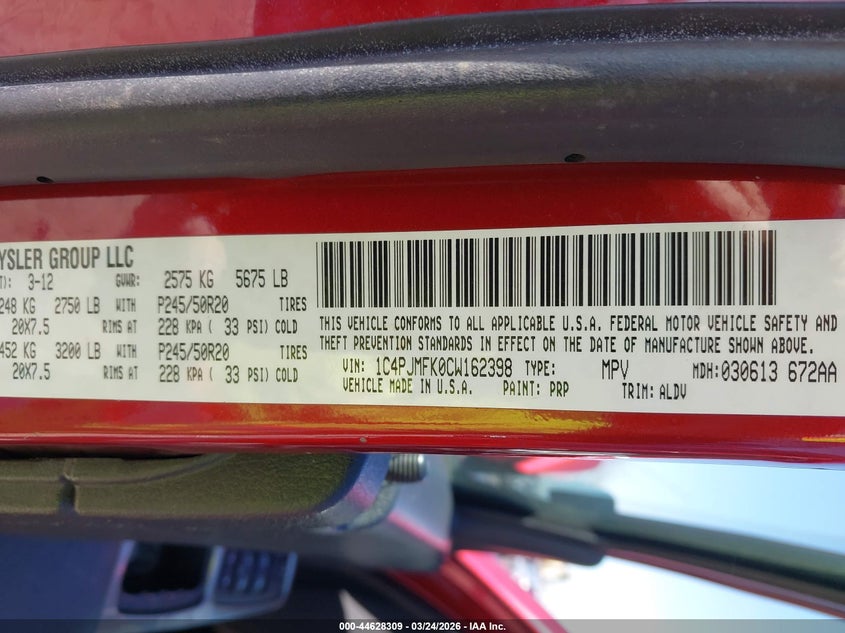 YSLER GROUP LLC
T): 3-12 GVWR: 2575 KG 5675 LB
248 KG 2750 LB WITH P245/50R20 TIRES
20X7.5 RIMS AT 228 KPA ( 33 PSI) COLD
452 KG 3200 LB WITH P245/50R20 TIRES
20X7.5 RIMS AT 228 KPA ( 33 PSI) COLD
THIS VEHICLE CONFORMS TO ALL APPLICABLE U.S.A. FEDERAL MOTOR VEHICLE SAFETY AND
THEFT PREVENTION STANDARDS IN EFFECT ON THE DATE OF MANUFACTURE SHOWN ABOVE.
VIN: 1C4PJMFK0CW162398 TYPE: MPV MDH:030613 672AA
VEHICLE MADE IN U.S.A. PAINT: PRP TRIM: ALDV
000-44628309 - 03/24/2026 - IAA Inc.